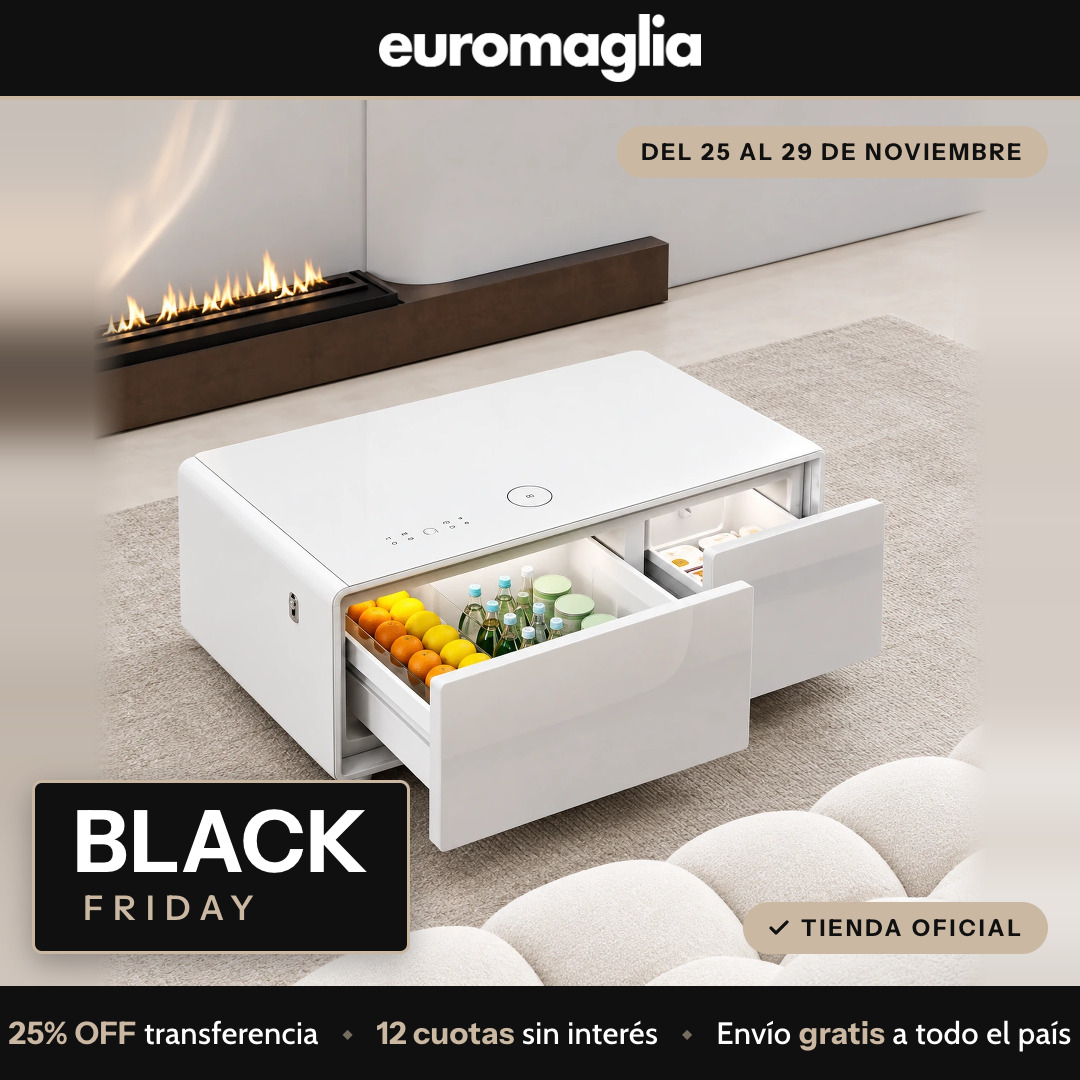 euromaglia
DEL 25 AL 29 DE NOVIEMBRE
BLACK
FRIDAY
✓ TIENDA OFICIAL
25% OFF transferencia ◆ 12 cuotas sin interés ◆ Envío gratis a todo el país